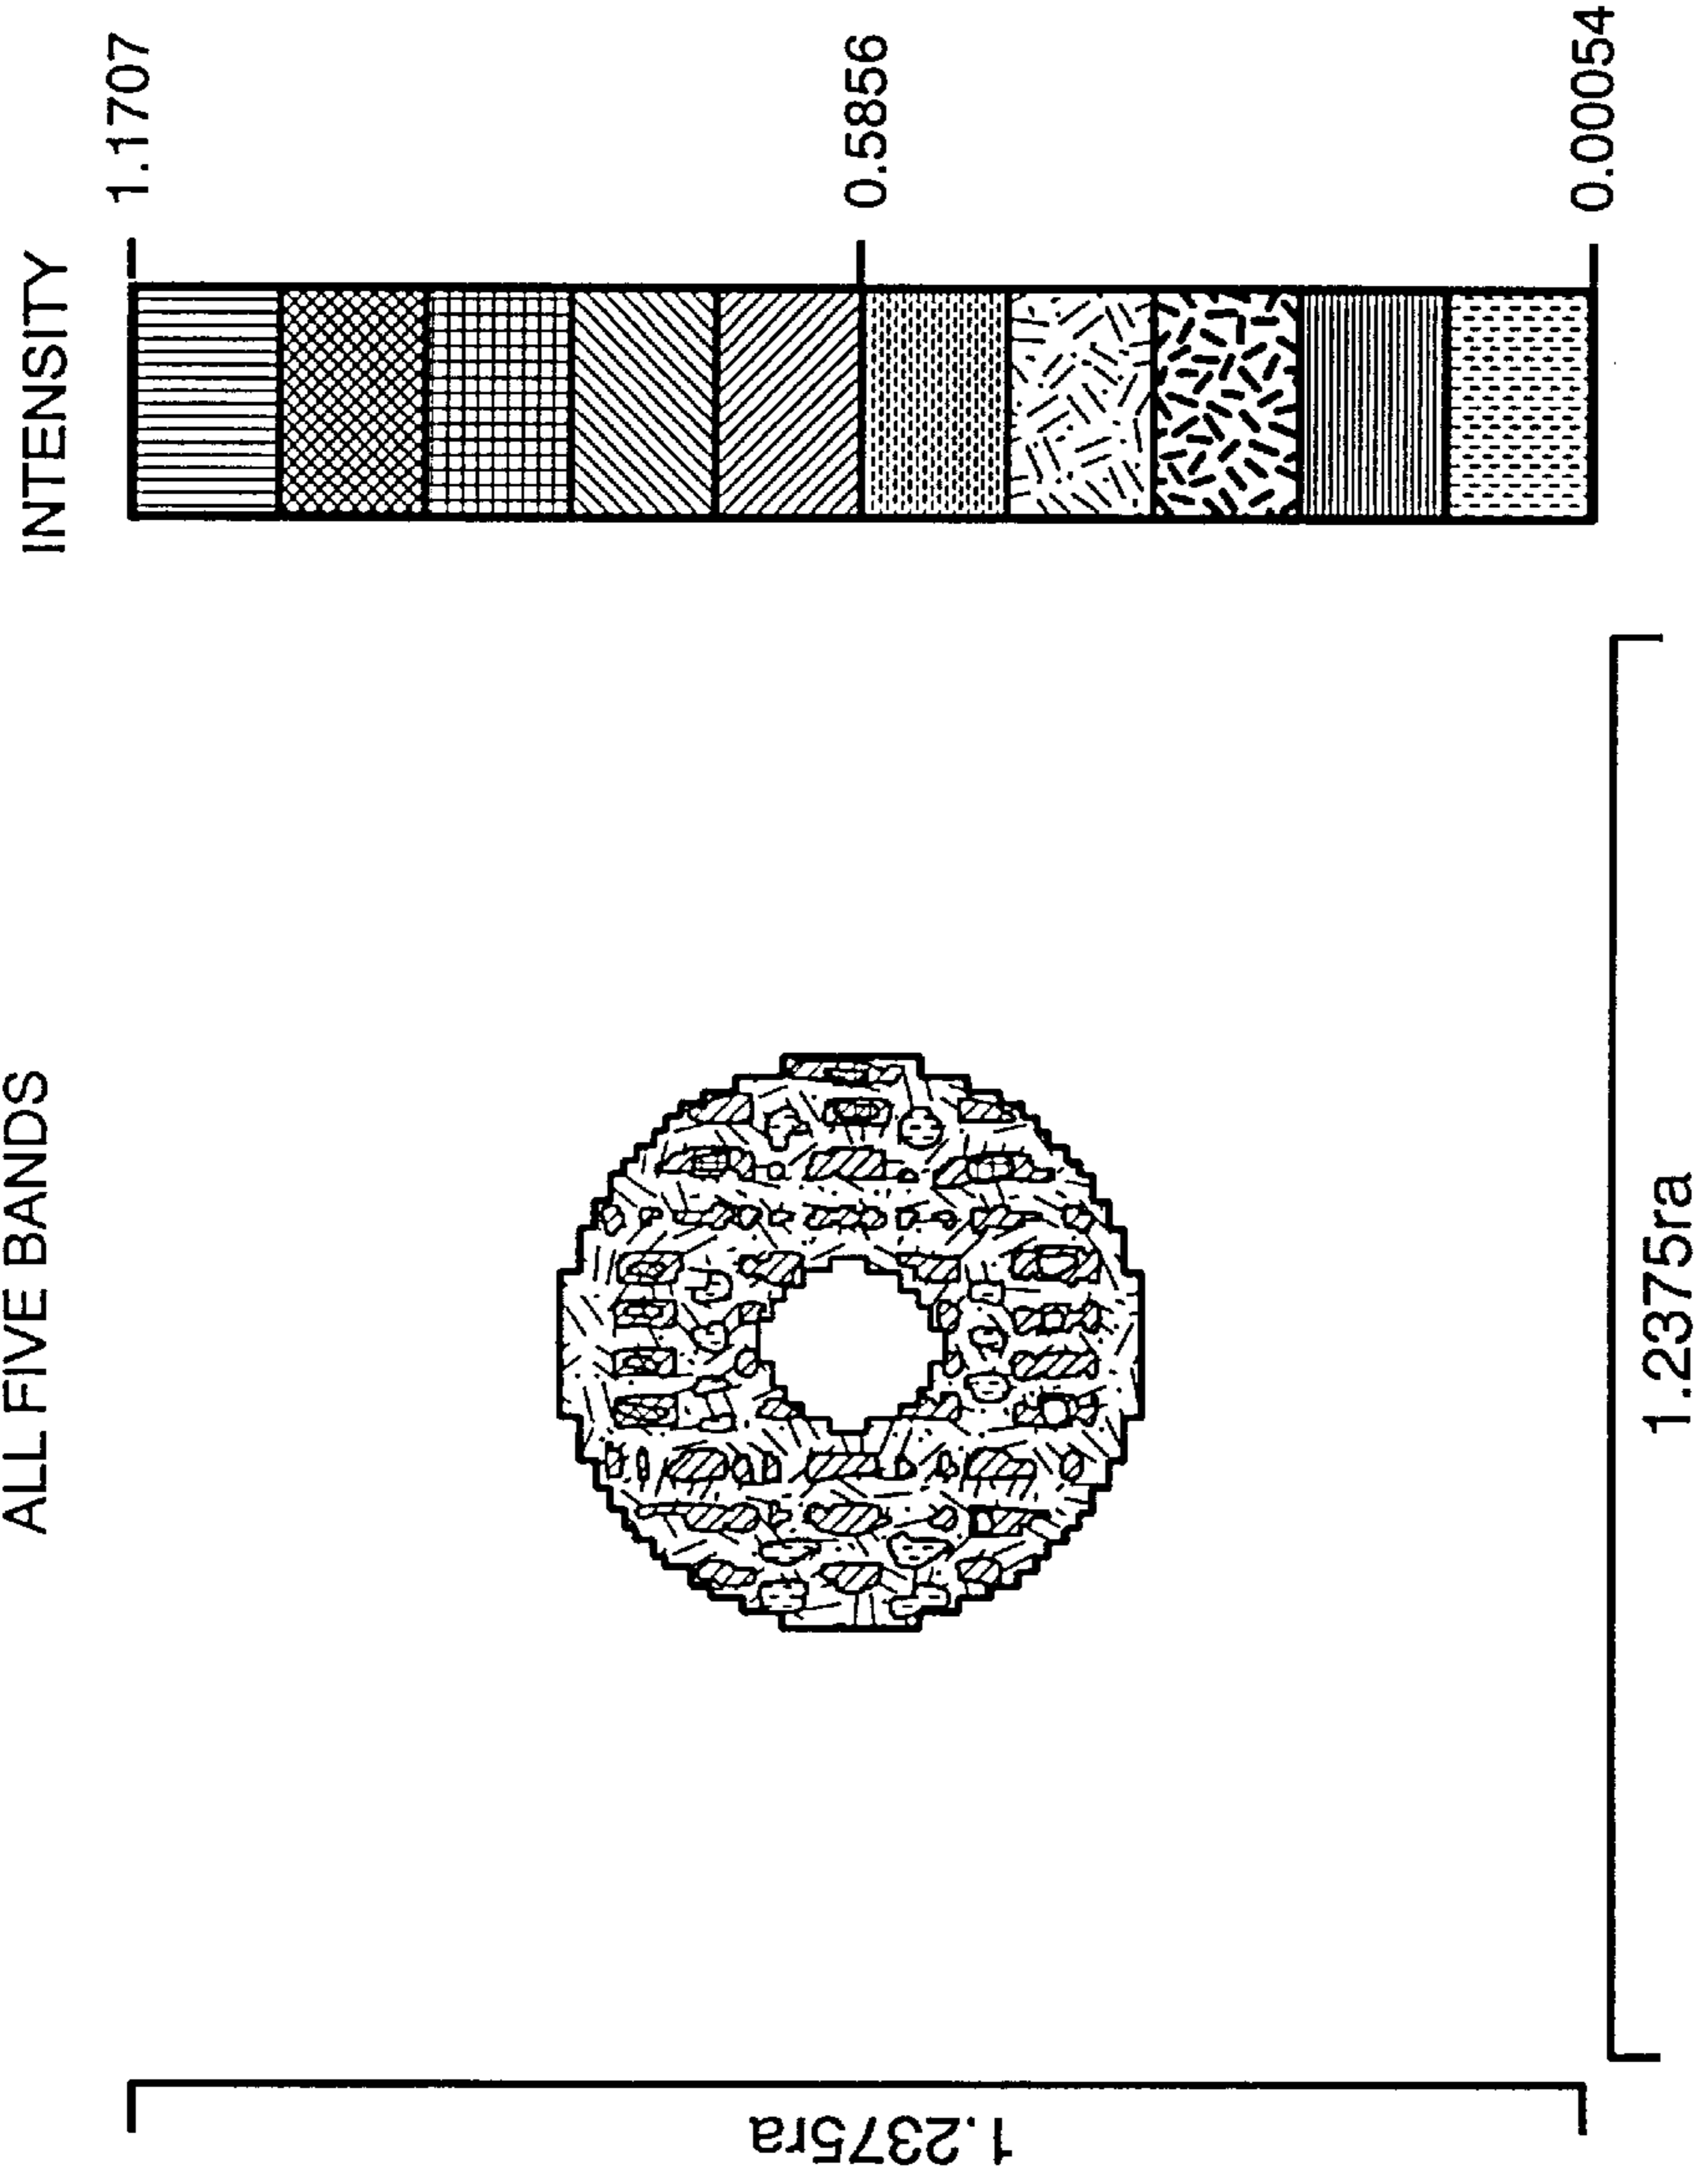 ALL FIVE BANDS
INTENSITY
1.1707
0.5856
0.00054
1.2375ra
1.2375ra